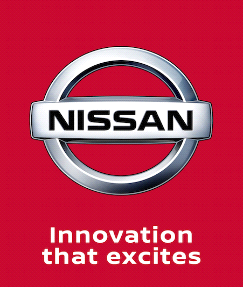 NISSAN
Innovation
that excites